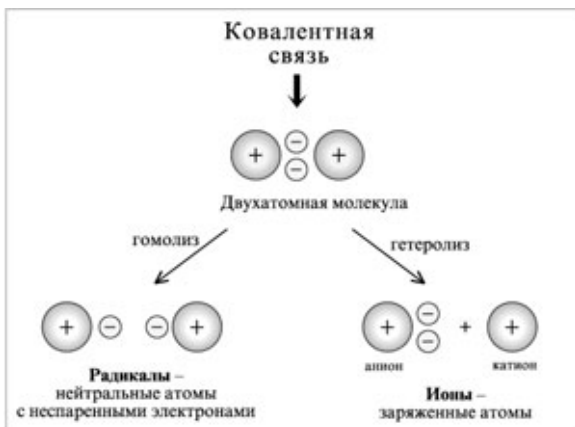 Ковалентная
связь
+
−
−
+
Двухатомная молекула
гомолиз
гетеролиз
+
−
−
+
+
−
−
+
+
анион
катион
Радикалы –
нейтральные атомы
с неспаренными электронами
Ионы –
заряженные атомы